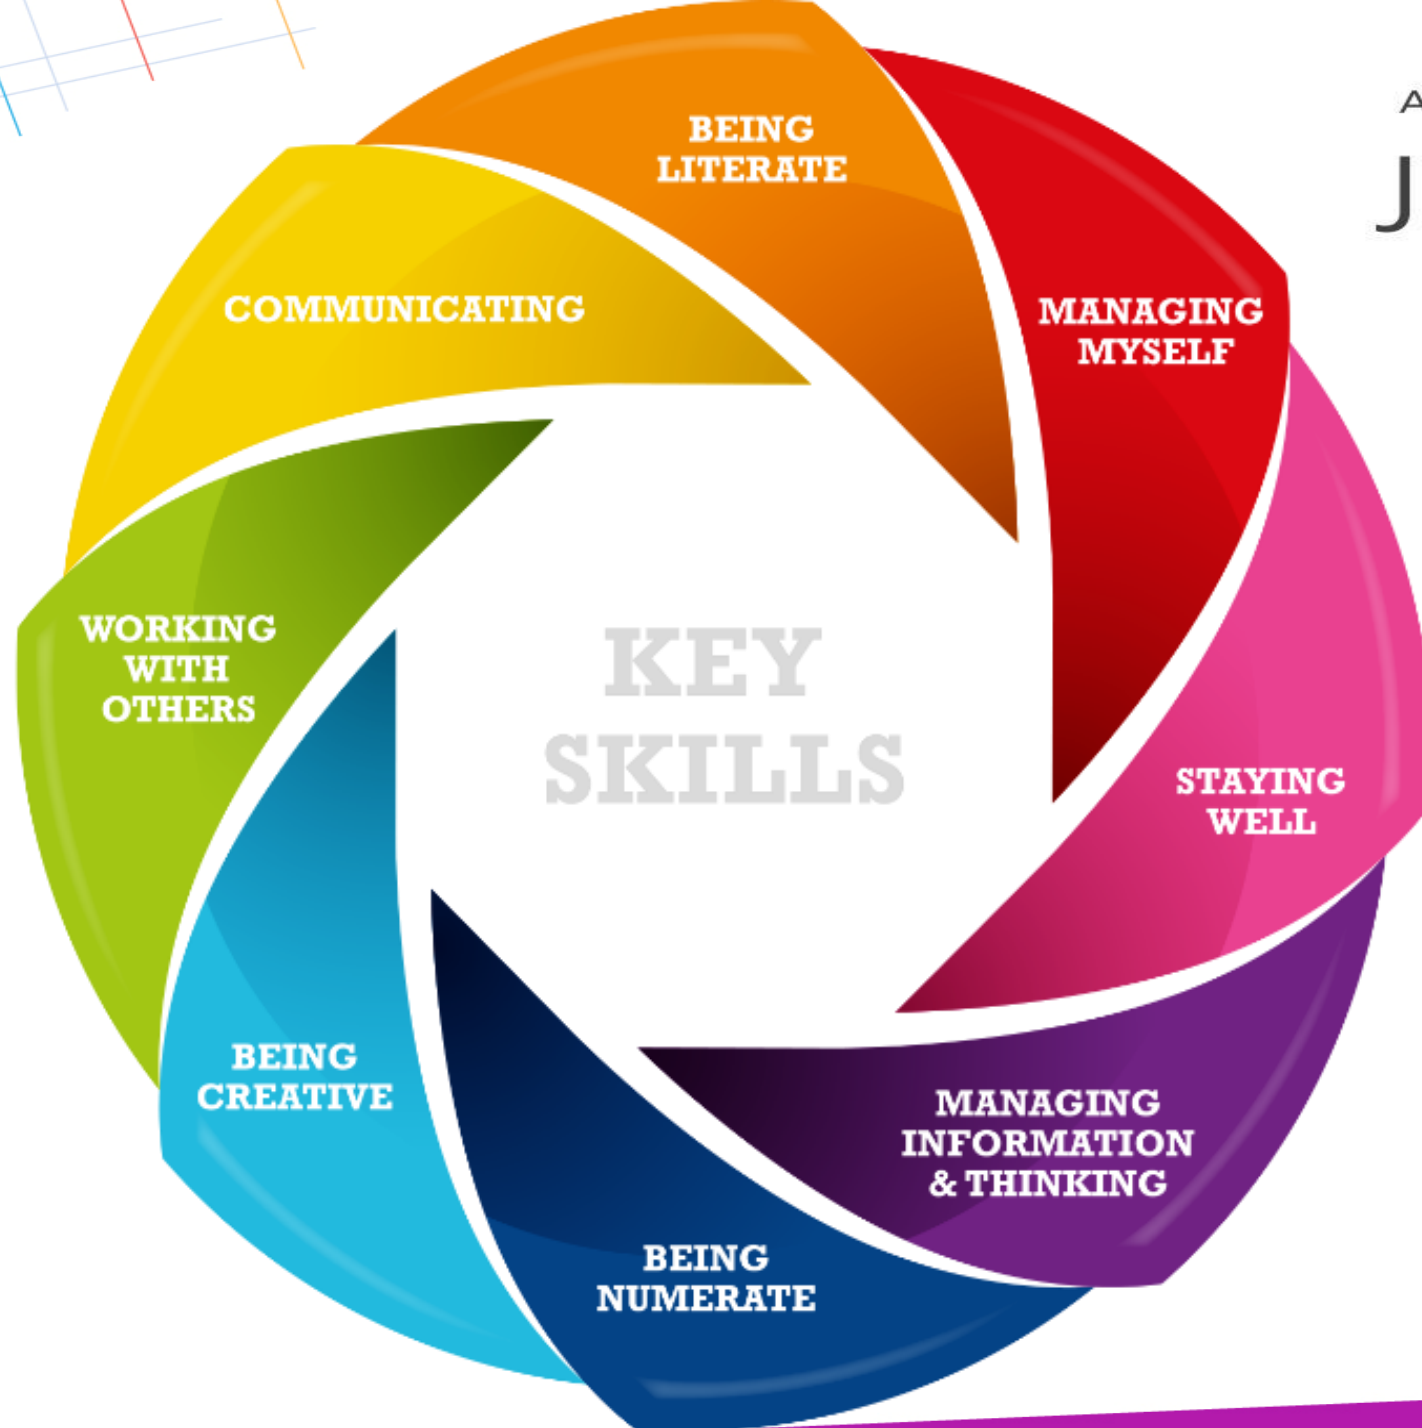 BEING
LITERATE
MANAGING
MYSELF
COMMUNICATING
WORKING
WITH
OTHERS
KEY
SKILLS
STAYING
WELL
BEING
CREATIVE
MANAGING
INFORMATION
& THINKING
BEING
NUMERATE
A
J